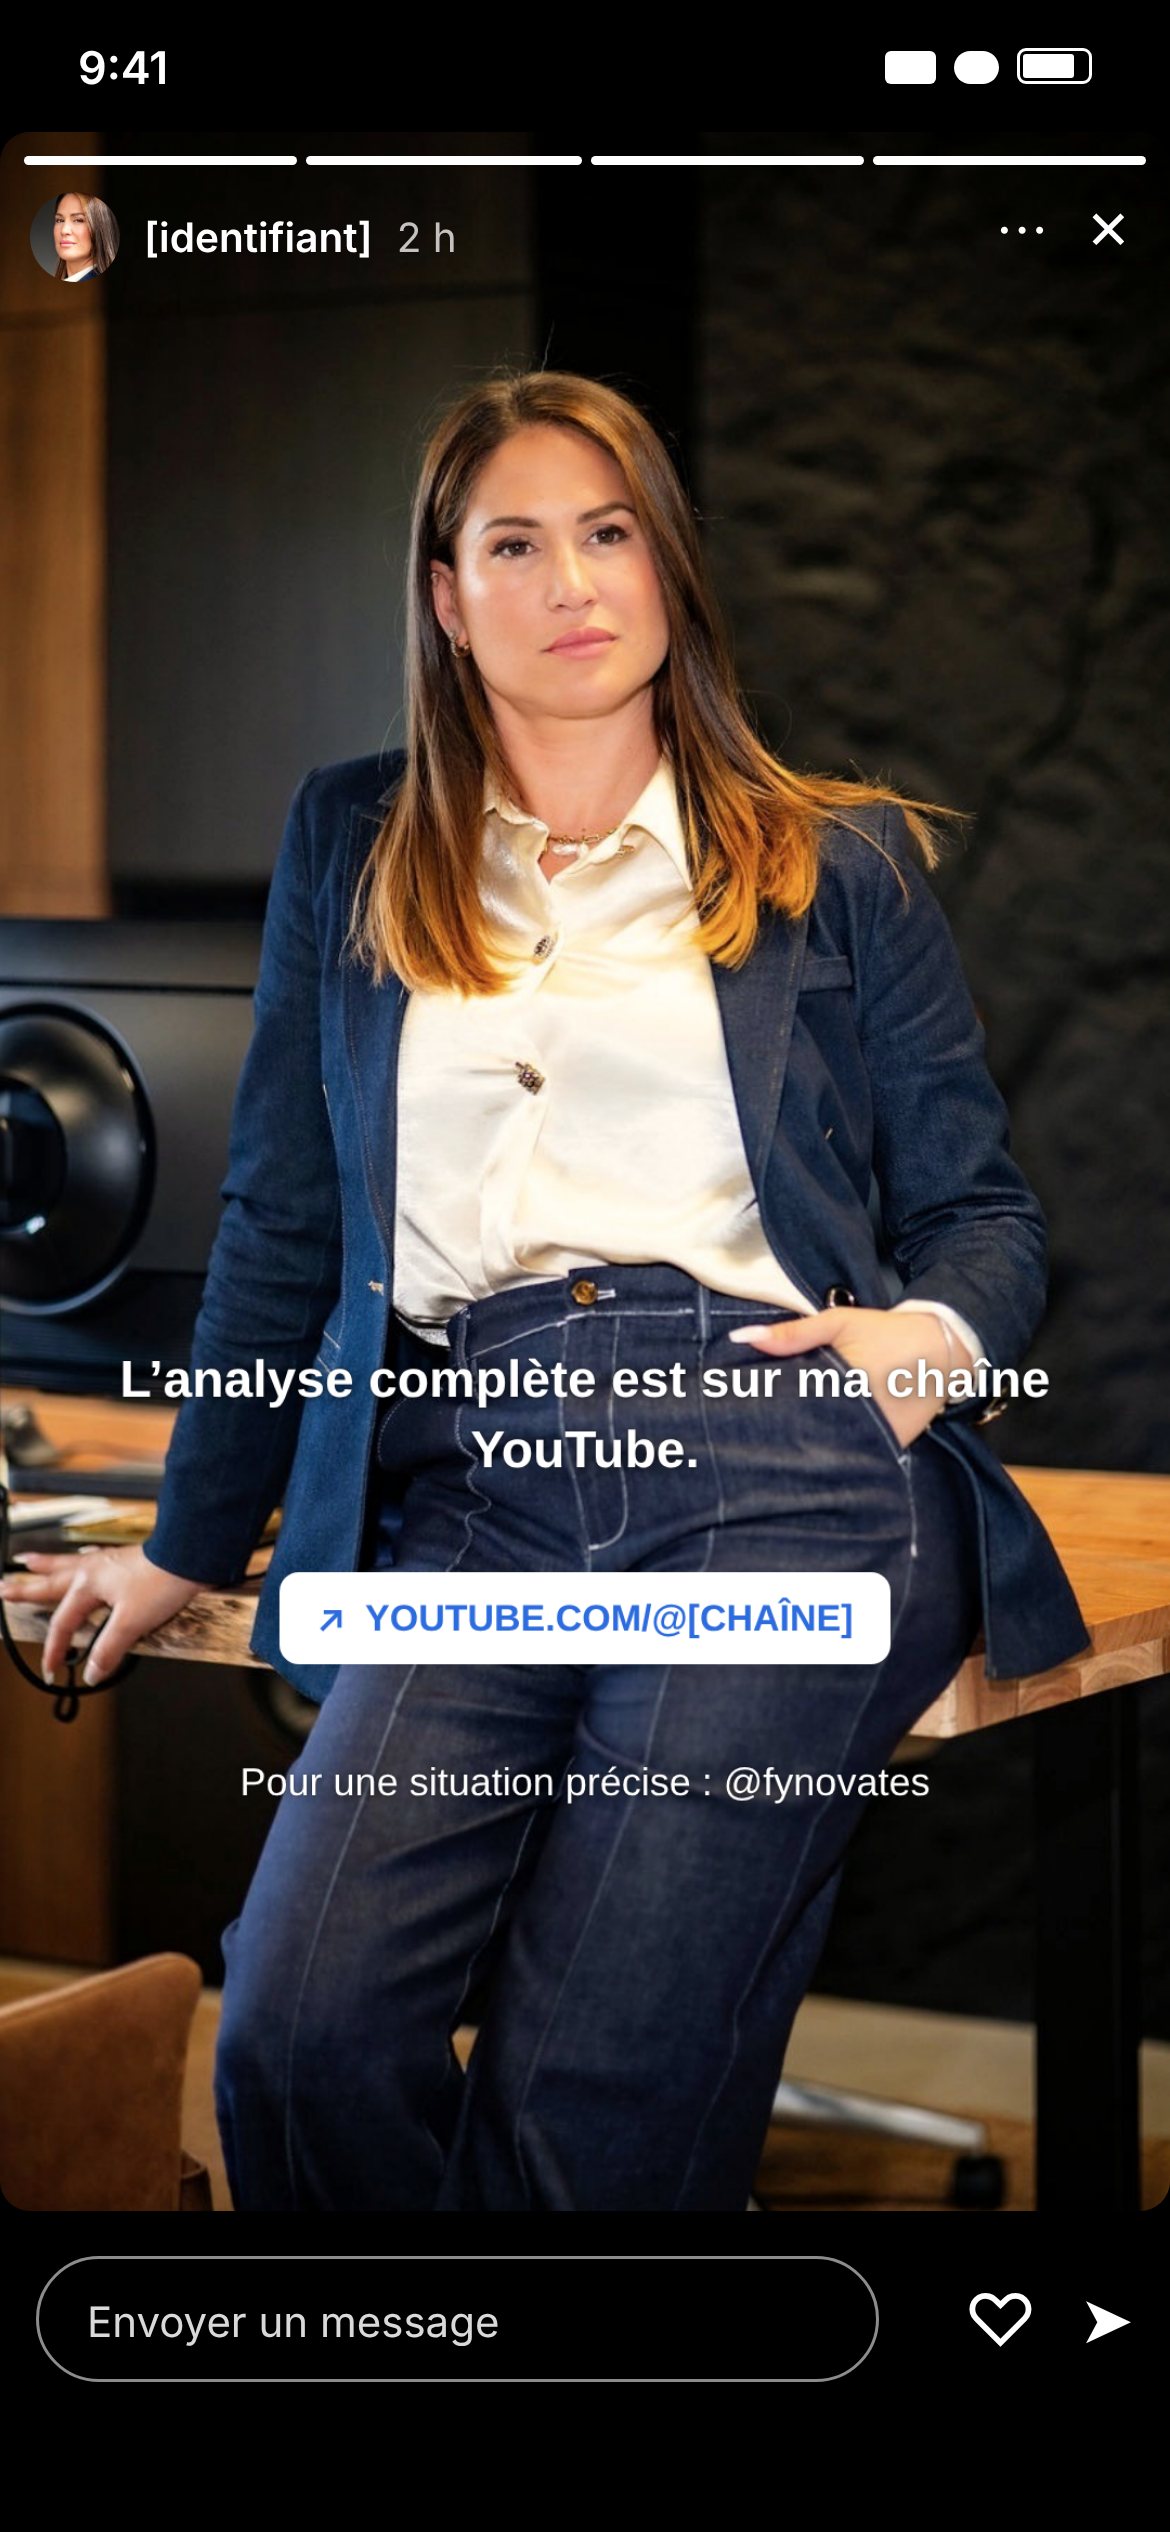 9:41
[identifiant] 2 h
L’analyse complète est sur ma chaîne
YouTube.
YOUTUBE.COM/@[CHAÎNE]
Pour une situation précise : @fynovates
Envoyer un message